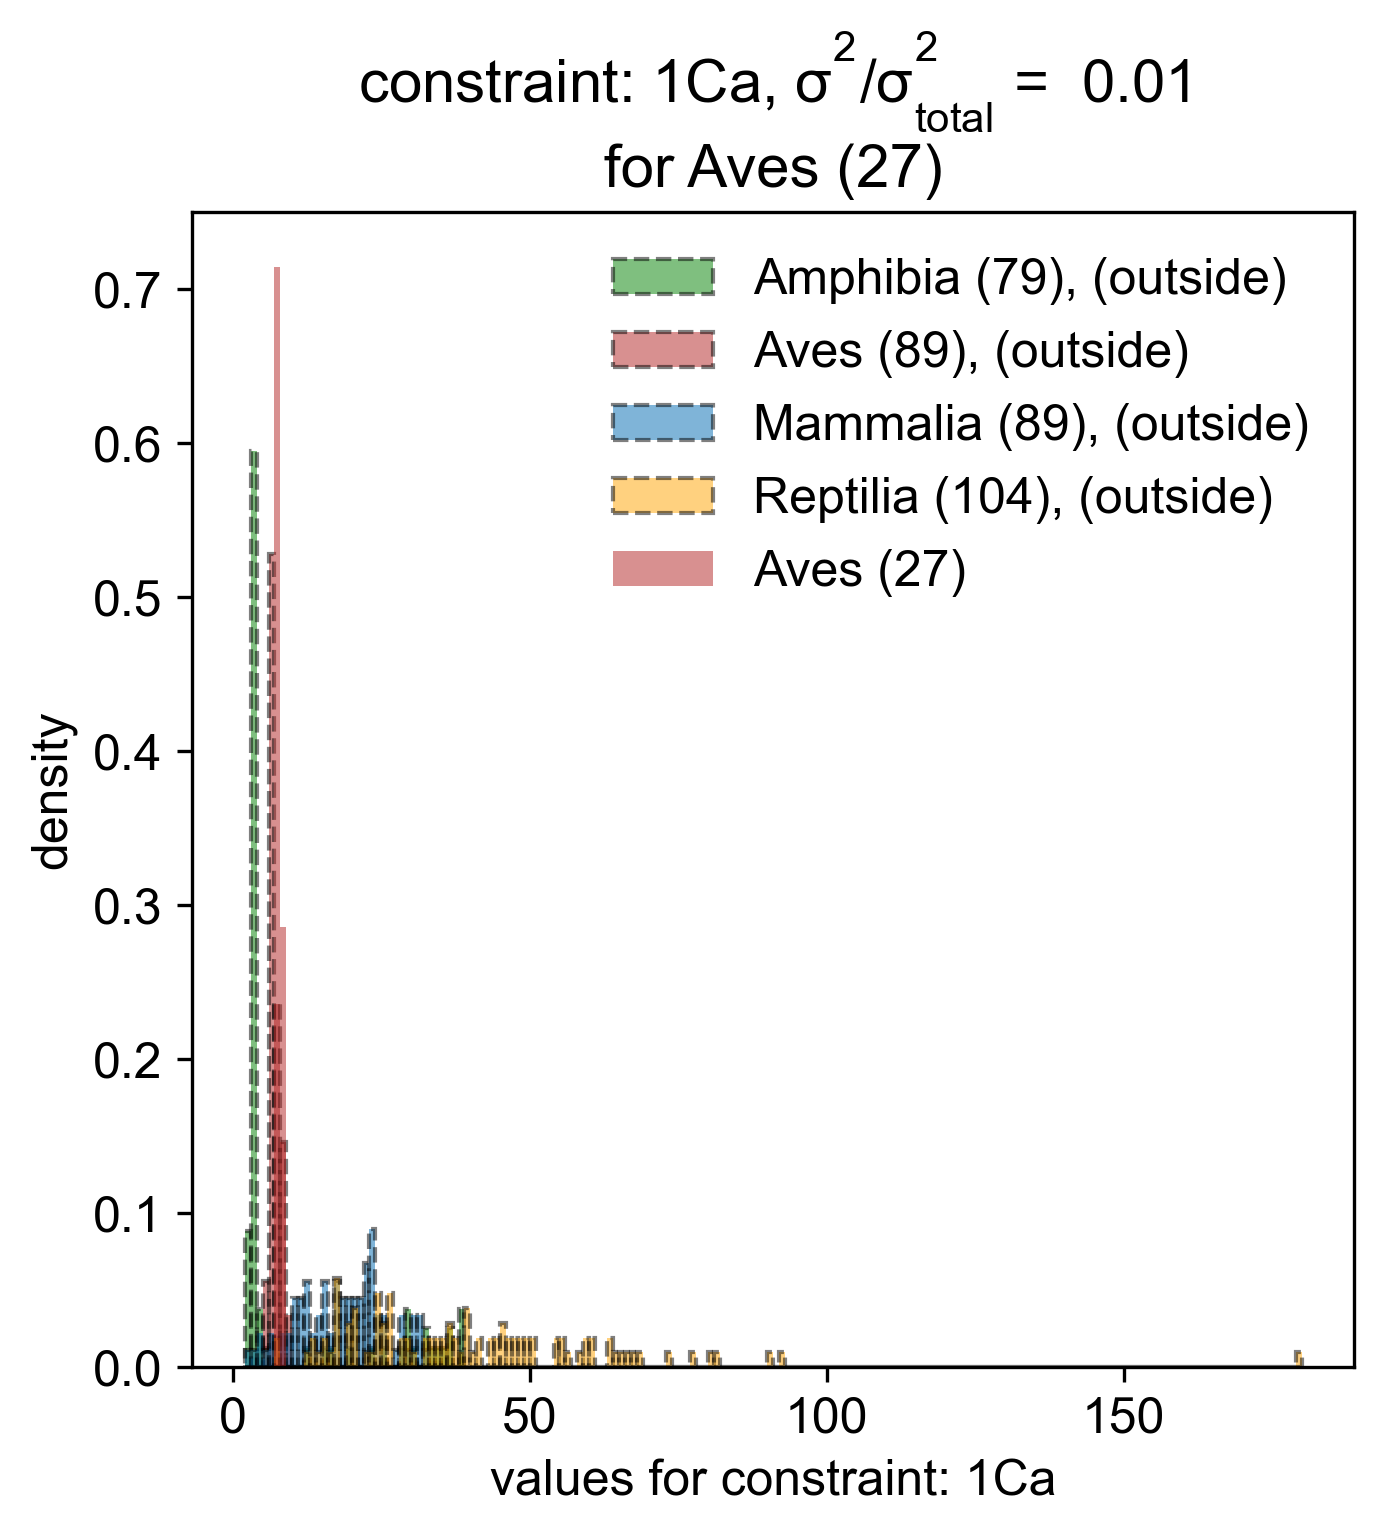 constraint: 1Ca, σ²/σ²total = 0.01
for Aves (27)
Amphibia (79), (outside)
Aves (89), (outside)
Mammalia (89), (outside)
Reptilia (104), (outside)
Aves (27)
density
0.7
0.6
0.5
0.4
0.3
0.2
0.1
0.0
0
50
100
150
values for constraint: 1Ca